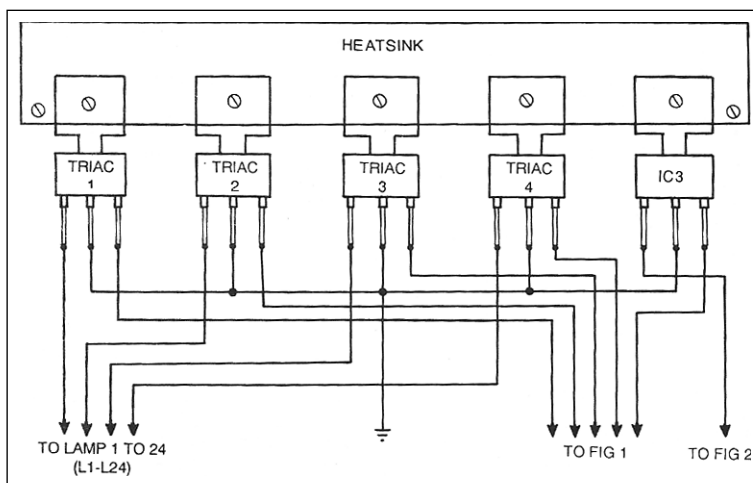 HEATSINK
TRIAC
1
TRIAC
2
TRIAC
3
TRIAC
4
IC3
TO LAMP 1 TO 24
(L1-L24)
TO FIG 1
TO FIG 2